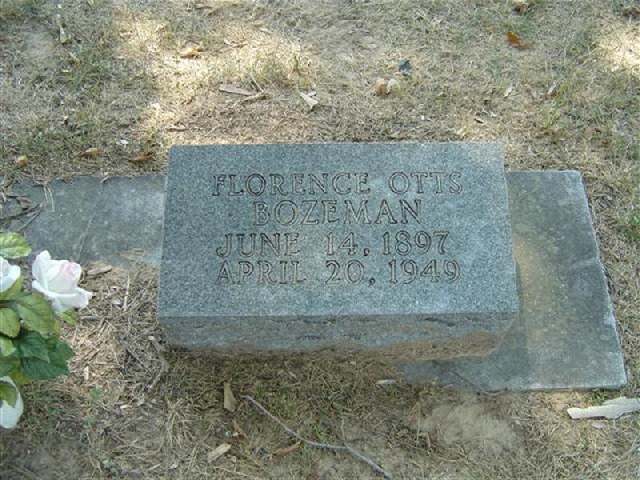 FLORENCE OTTS
BOZEMAN
JUNE 14, 1897
APRIL 20, 1949